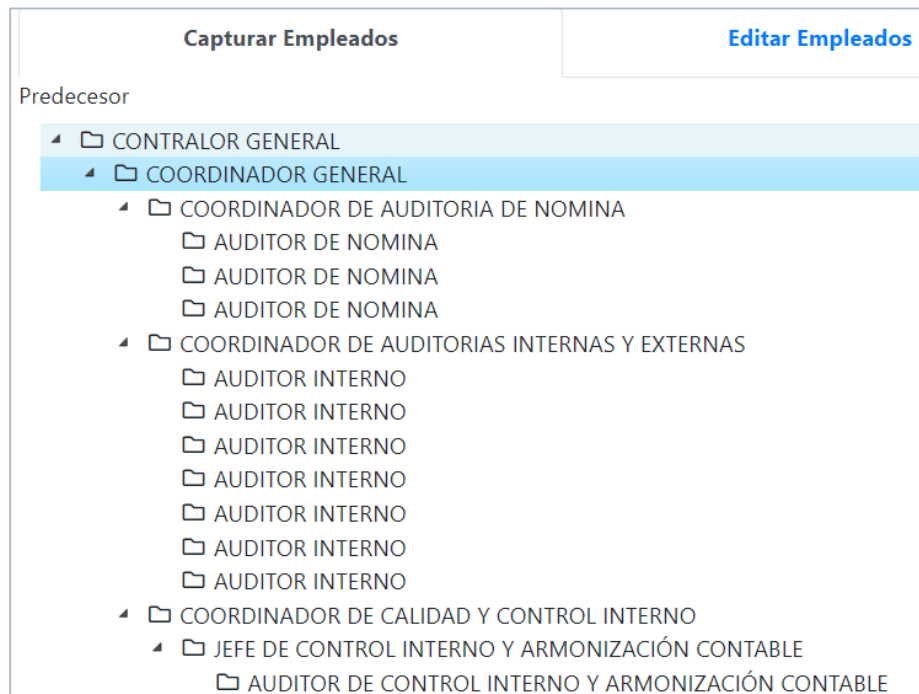 Capturar Empleados
Editar Empleados
Predecesor
CONTRALOR GENERAL
COORDINADOR GENERAL
COORDINADOR DE AUDITORIA DE NOMINA
AUDITOR DE NOMINA
AUDITOR DE NOMINA
AUDITOR DE NOMINA
COORDINADOR DE AUDITORIAS INTERNAS Y EXTERNAS
AUDITOR INTERNO
AUDITOR INTERNO
AUDITOR INTERNO
AUDITOR INTERNO
AUDITOR INTERNO
AUDITOR INTERNO
AUDITOR INTERNO
COORDINADOR DE CALIDAD Y CONTROL INTERNO
JEFE DE CONTROL INTERNO Y ARMONIZACIÓN CONTABLE
AUDITOR DE CONTROL INTERNO Y ARMONIZACIÓN CONTABLE